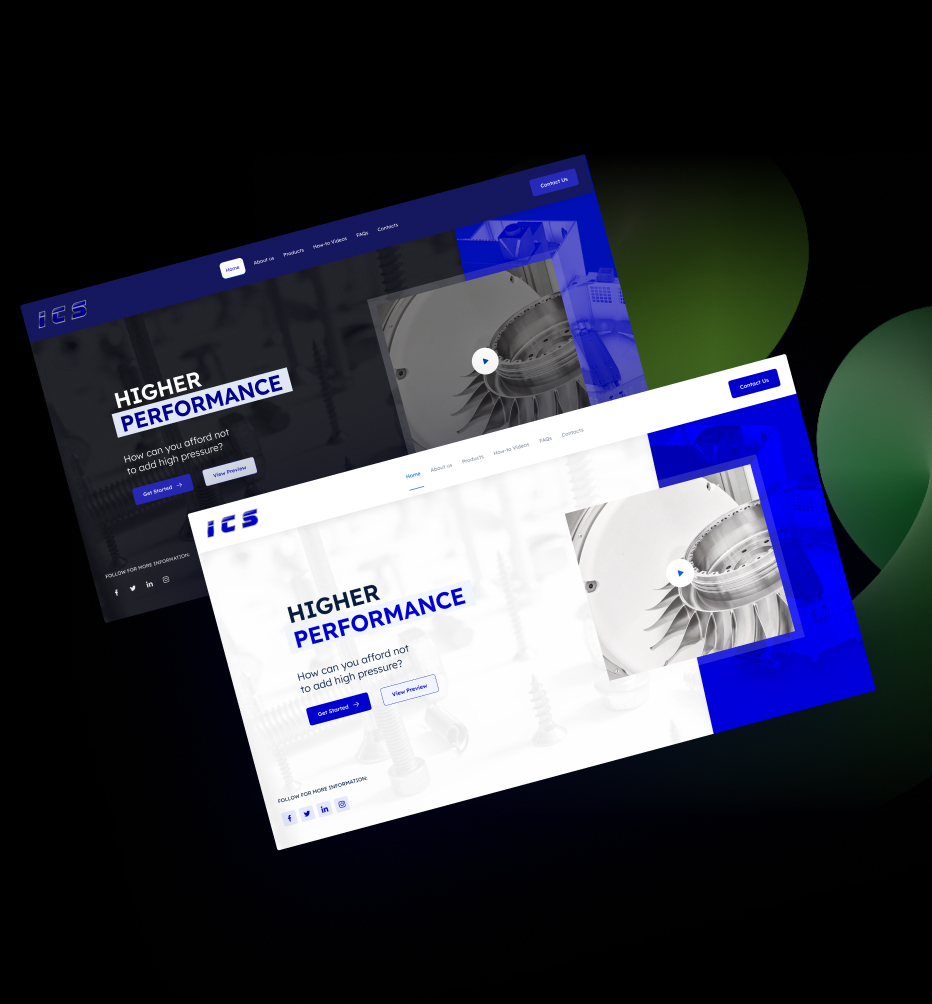 Contact Us
Home About us Products How-to Videos FAQs Contacts
ICS
HIGHER
PERFORMANCE
How can you afford not
to add high pressure?
Get Started → View Preview
FOLLOW FOR MORE INFORMATION:
Contact Us
Home About us Products How-to Videos FAQs Contacts
ICS
HIGHER
PERFORMANCE
How can you afford not
to add high pressure?
Get Started → View Preview
FOLLOW FOR MORE INFORMATION: